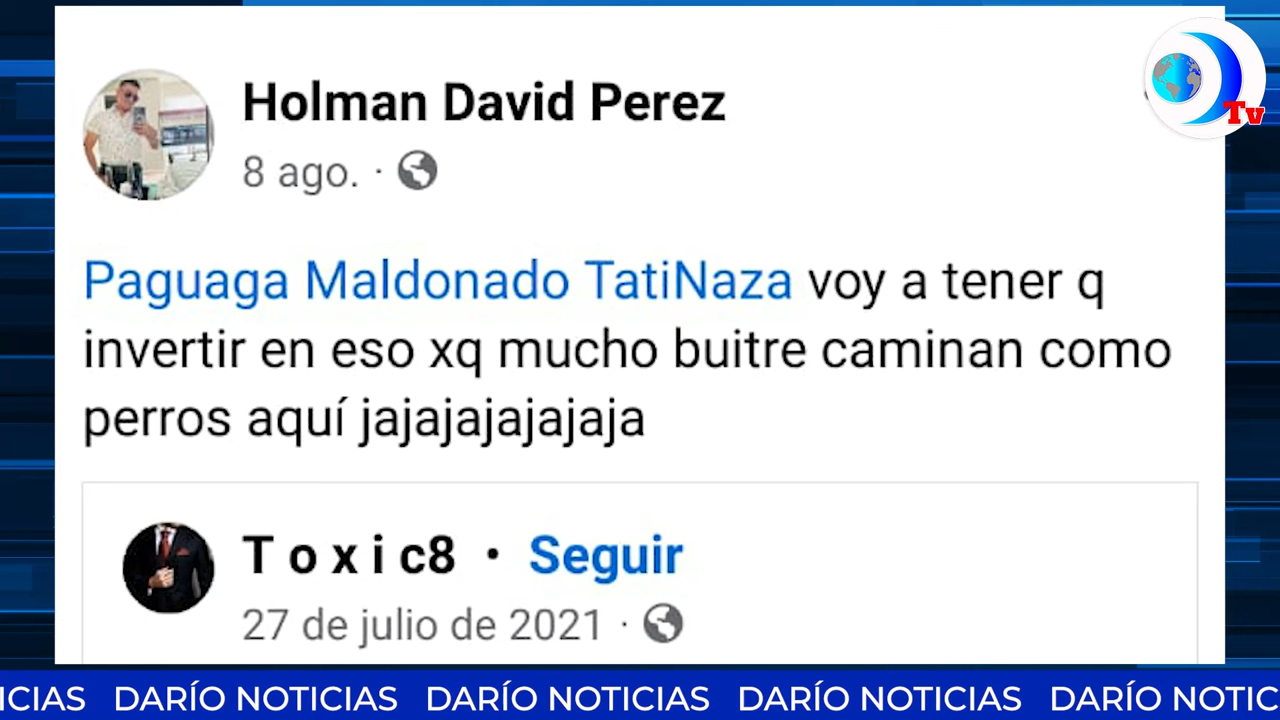 Holman David Perez
8 ago. ·
Paguaga Maldonado TatiNaza voy a tener q
invertir en eso xq mucho buitre caminan como
perros aquí jajajajajajaja
T o x i c8 · Seguir
27 de julio de 2021 ·
Tv
ICIAS DARÍO NOTICIAS DARÍO NOTICIAS DARÍO NOTICIAS DARÍO NOTIC